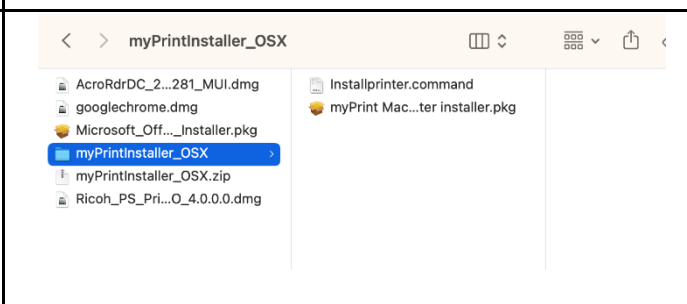 myPrintInstaller_OSX
AcroRdrDC_2...281_MUI.dmg
googlechrome.dmg
Microsoft_Off..._Installer.pkg
myPrintInstaller_OSX
myPrintInstaller_OSX.zip
Ricoh_PS_Pri...O_4.0.0.0.dmg
Installprinter.command
myPrint Mac...ter installer.pkg